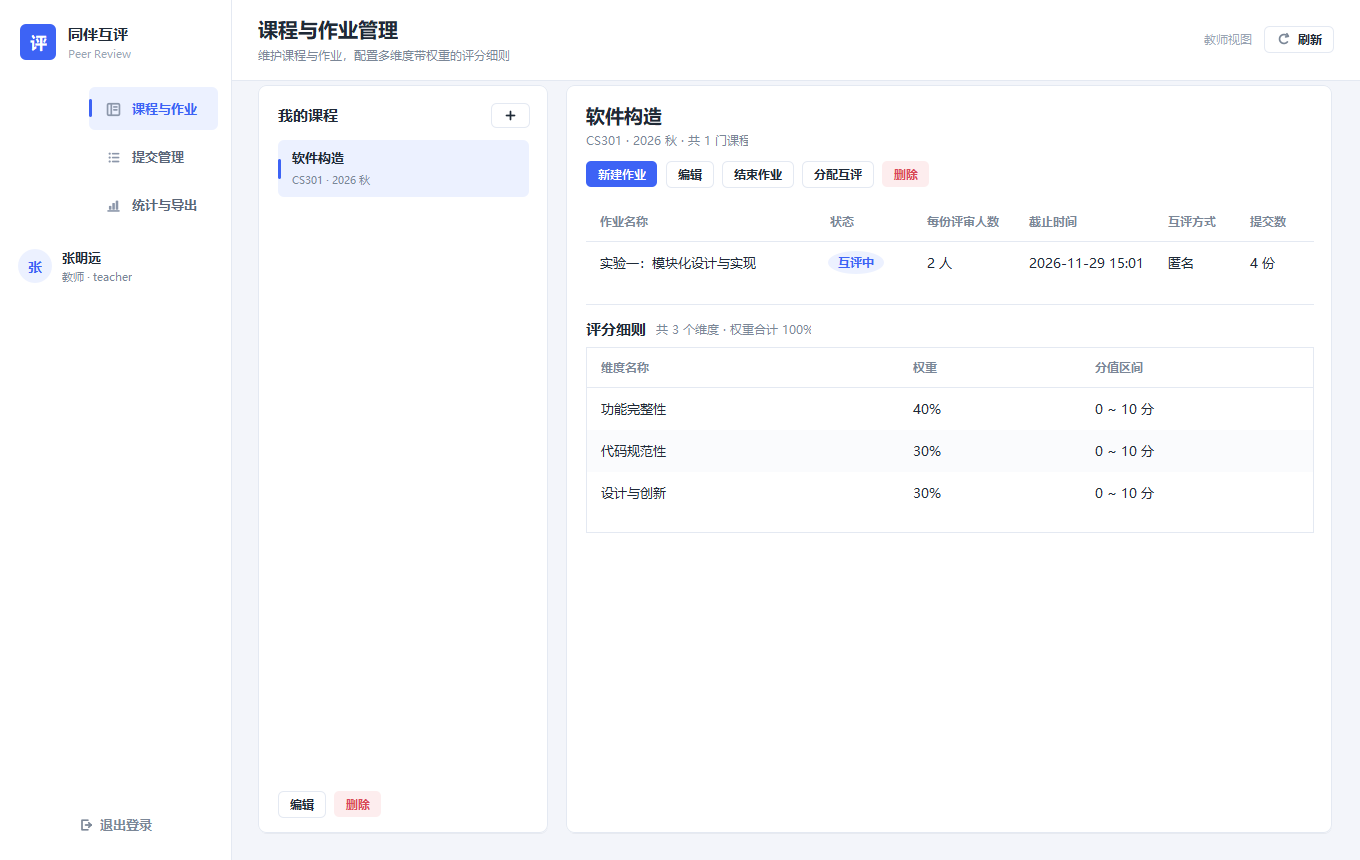 评
同伴互评
Peer Review
课程与作业
提交管理
统计与导出
张
张明远
教师 · teacher
退出登录
课程与作业管理
维护课程与作业，配置多维度带权重的评分细则
教师视图
刷新
我的课程
+
软件构造
CS301 · 2026 秋
编辑 删除
软件构造
CS301 · 2026 秋 · 共 1 门课程
新建作业 编辑 结束作业 分配互评 删除
作业名称 状态 每份评审人数 截止时间 互评方式 提交数
实验一：模块化设计与实现 互评中 2 人 2026-11-29 15:01 匿名 4 份
评分细则 共 3 个维度 · 权重合计 100%
维度名称 权重 分值区间
功能完整性 40% 0 ~ 10 分
代码规范性 30% 0 ~ 10 分
设计与创新 30% 0 ~ 10 分